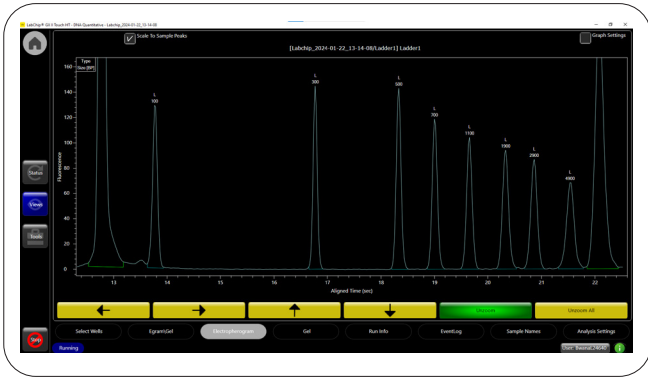 LabChip® GX II Touch HT - DNA Quantitative - Labchip_2024-01-22_13-14-08
Scale To Sample Peaks
Graph Settings
[Labchip_2024-01-22_13-14-08/Ladder1] Ladder1
Type
Size [BP]
L
100
L
300
L
500
L
700
L
1100
L
1900
L
2900
L
4900
Fluorescence
160
140
120
100
80
60
40
20
0
13 14 15 16 17 18 19 20 21 22
Aligned Time (sec)
Status
Views
Tools
Stop
Unzoom
Unzoom All
Select Wells
Egram\Gel
Electropherogram
Gel
Run Info
EventLog
Sample Names
Analysis Settings
Running